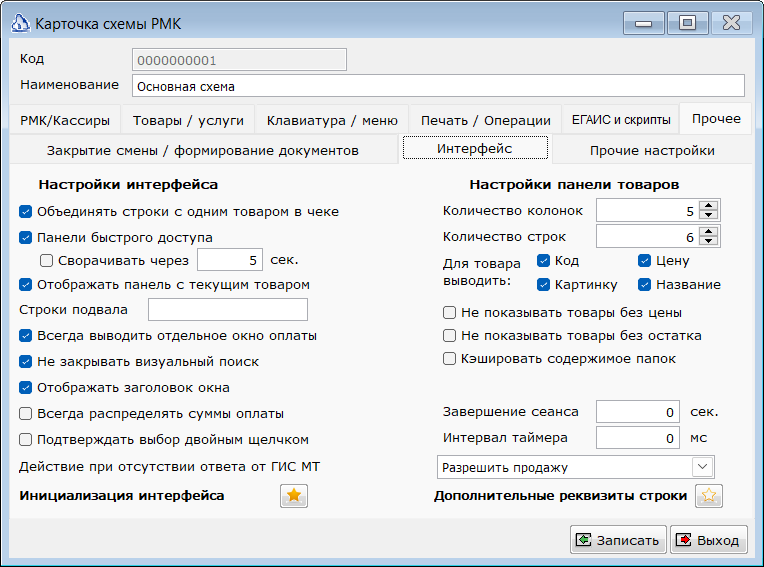 Карточка схемы РМК
Код 0000000001
Наименование Основная схема
РМК/Кассиры Товары / услуги Клавиатура / меню Печать / Операции ЕГАИС и скрипты Прочее
Закрытие смены / формирование документов Интерфейс Прочие настройки
Настройки интерфейса
Объединять строки с одним товаром в чеке
Панели быстрого доступа
Сворачивать через 5 сек.
Отображать панель с текущим товаром
Строки подвала
Всегда выводить отдельное окно оплаты
Не закрывать визуальный поиск
Отображать заголовок окна
Всегда распределять суммы оплаты
Подтверждать выбор двойным щелчком
Действие при отсутствии ответа от ГИС МТ Разрешить продажу
Инициализация интерфейса
Настройки панели товаров
Количество колонок 5
Количество строк 6
Для товара
выводить:
Код Цену
Картинку Название
Не показывать товары без цены
Не показывать товары без остатка
Кэшировать содержимое папок
Завершение сеанса 0 сек.
Интервал таймера 0 мс
Дополнительные реквизиты строки
Записать Выход